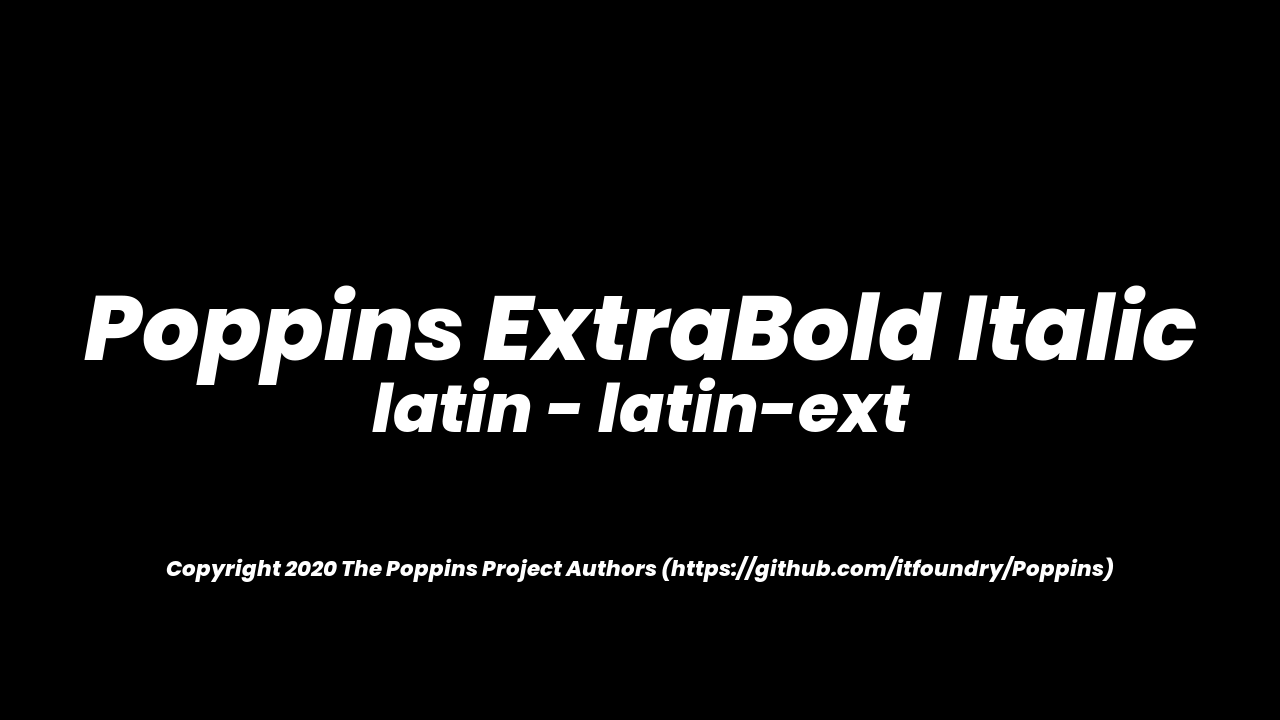 Poppins ExtraBold Italic
latin - latin-ext
Copyright 2020 The Poppins Project Authors (https://github.com/itfoundry/Poppins)